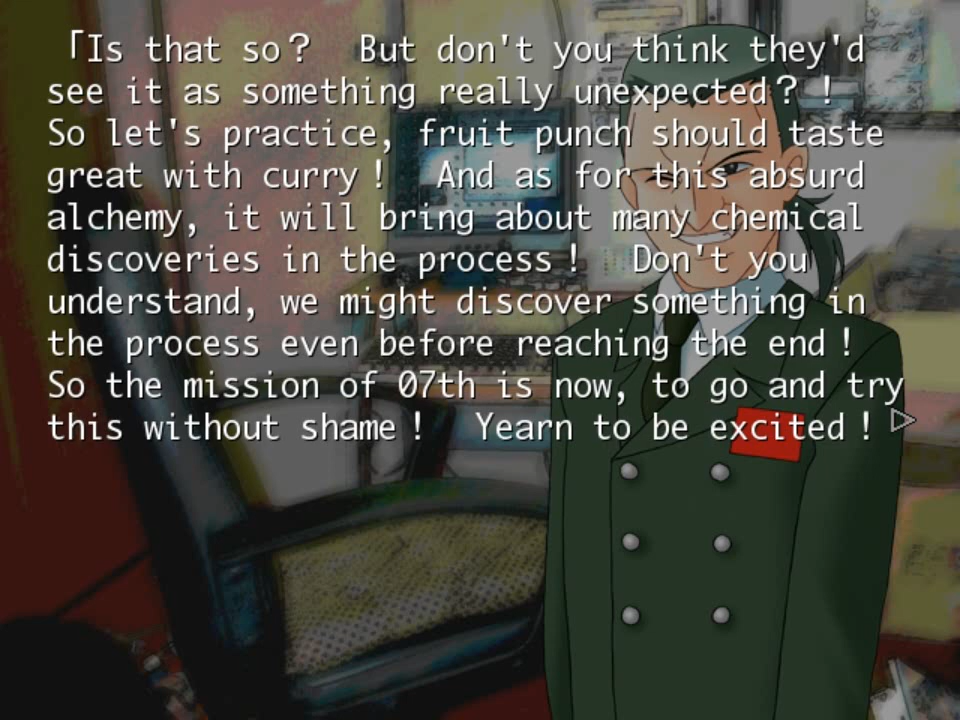 「Is that so？ But don't you think they'd
see it as something really unexpected？！
So let's practice, fruit punch should taste
great with curry！ And as for this absurd
alchemy, it will bring about many chemical
discoveries in the process！ Don't you
understand, we might discover something in
the process even before reaching the end！
So the mission of 07th is now, to go and try
this without shame！ Yearn to be excited！